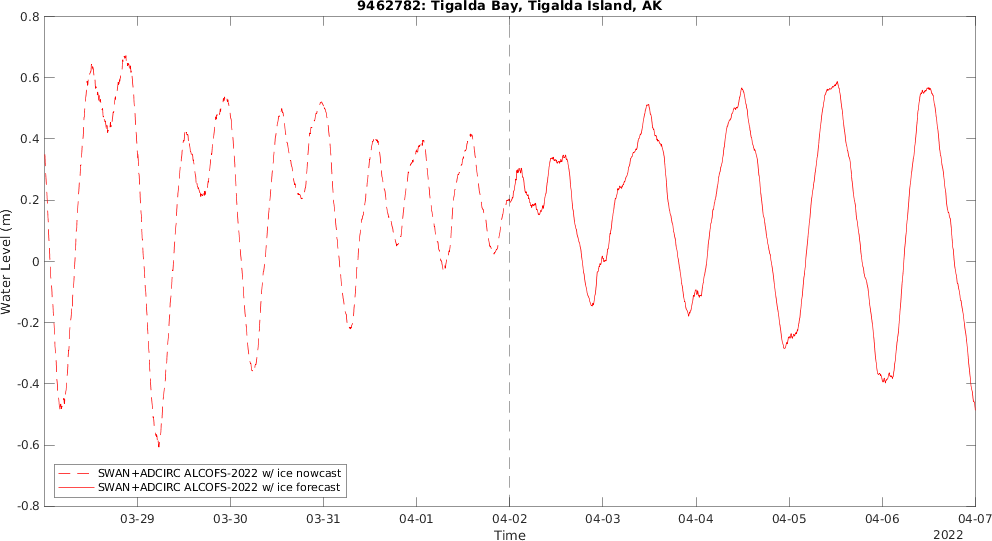 9462782: Tigalda Bay, Tigalda Island, AK
0.8
0.6
0.4
0.2
0
-0.2
-0.4
-0.6
-0.8
Water Level (m)
SWAN+ADCIRC ALCOFS-2022 w/ ice nowcast
SWAN+ADCIRC ALCOFS-2022 w/ ice forecast
03-29 03-30 03-31 04-01 04-02 04-03 04-04 04-05 04-06 04-07
Time
2022